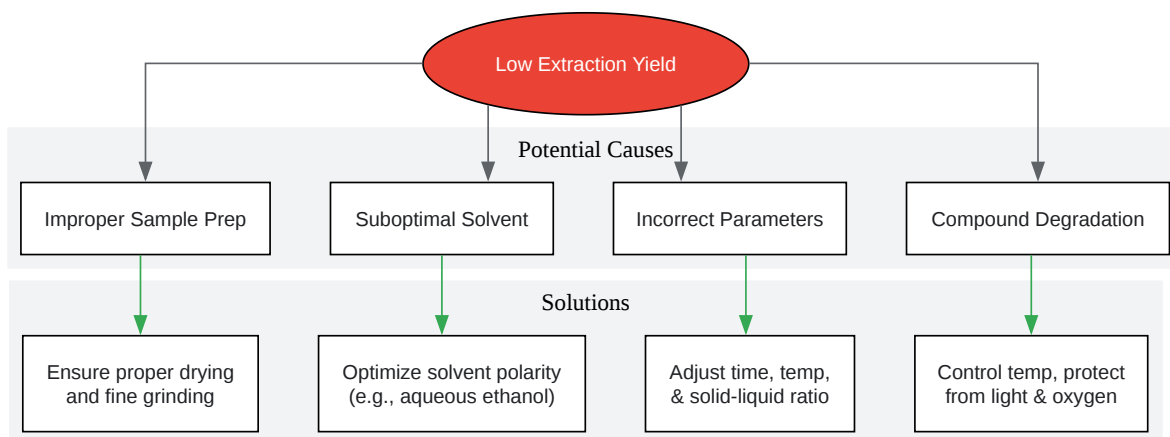 Low Extraction Yield
Potential Causes
Improper Sample Prep
Suboptimal Solvent
Incorrect Parameters
Compound Degradation
Solutions
Ensure proper drying
and fine grinding
Optimize solvent polarity
(e.g., aqueous ethanol)
Adjust time, temp,
& solid-liquid ratio
Control temp, protect
from light & oxygen